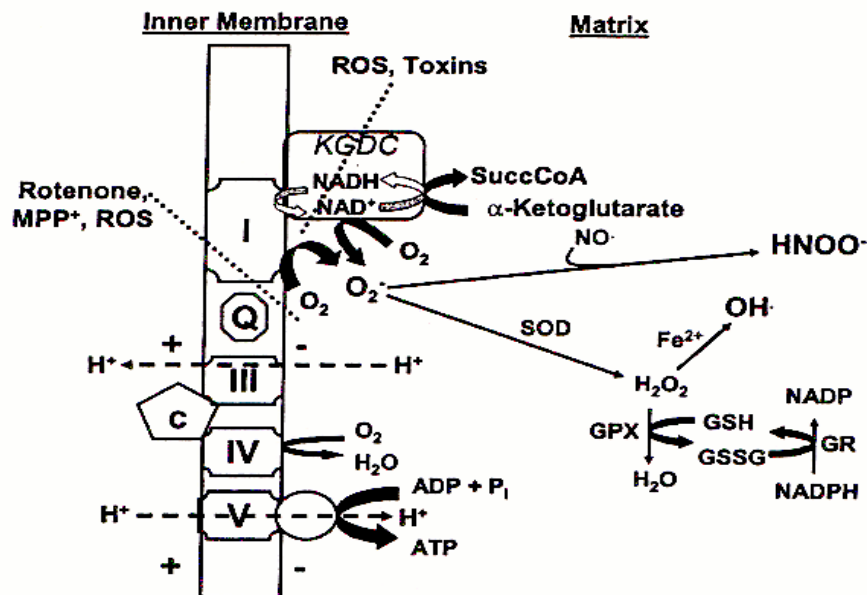 Inner Membrane
Matrix
ROS, Toxins
KGDC
NADH
SuccCoA
Rotenone,
MPP⁺, ROS
NAD⁺
α-Ketoglutarate
I
NO·
HNOO⁻
O₂
O₂
O₂·⁻
OH·
Q
SOD
Fe²⁺
+
-
H⁺
III
H⁺
H₂O₂
NADP
C
GPX
GSH
O₂
GR
IV
GSSG
H₂O
H₂O
NADPH
ADP + Pᵢ
H⁺
V
H⁺
ATP
+
-